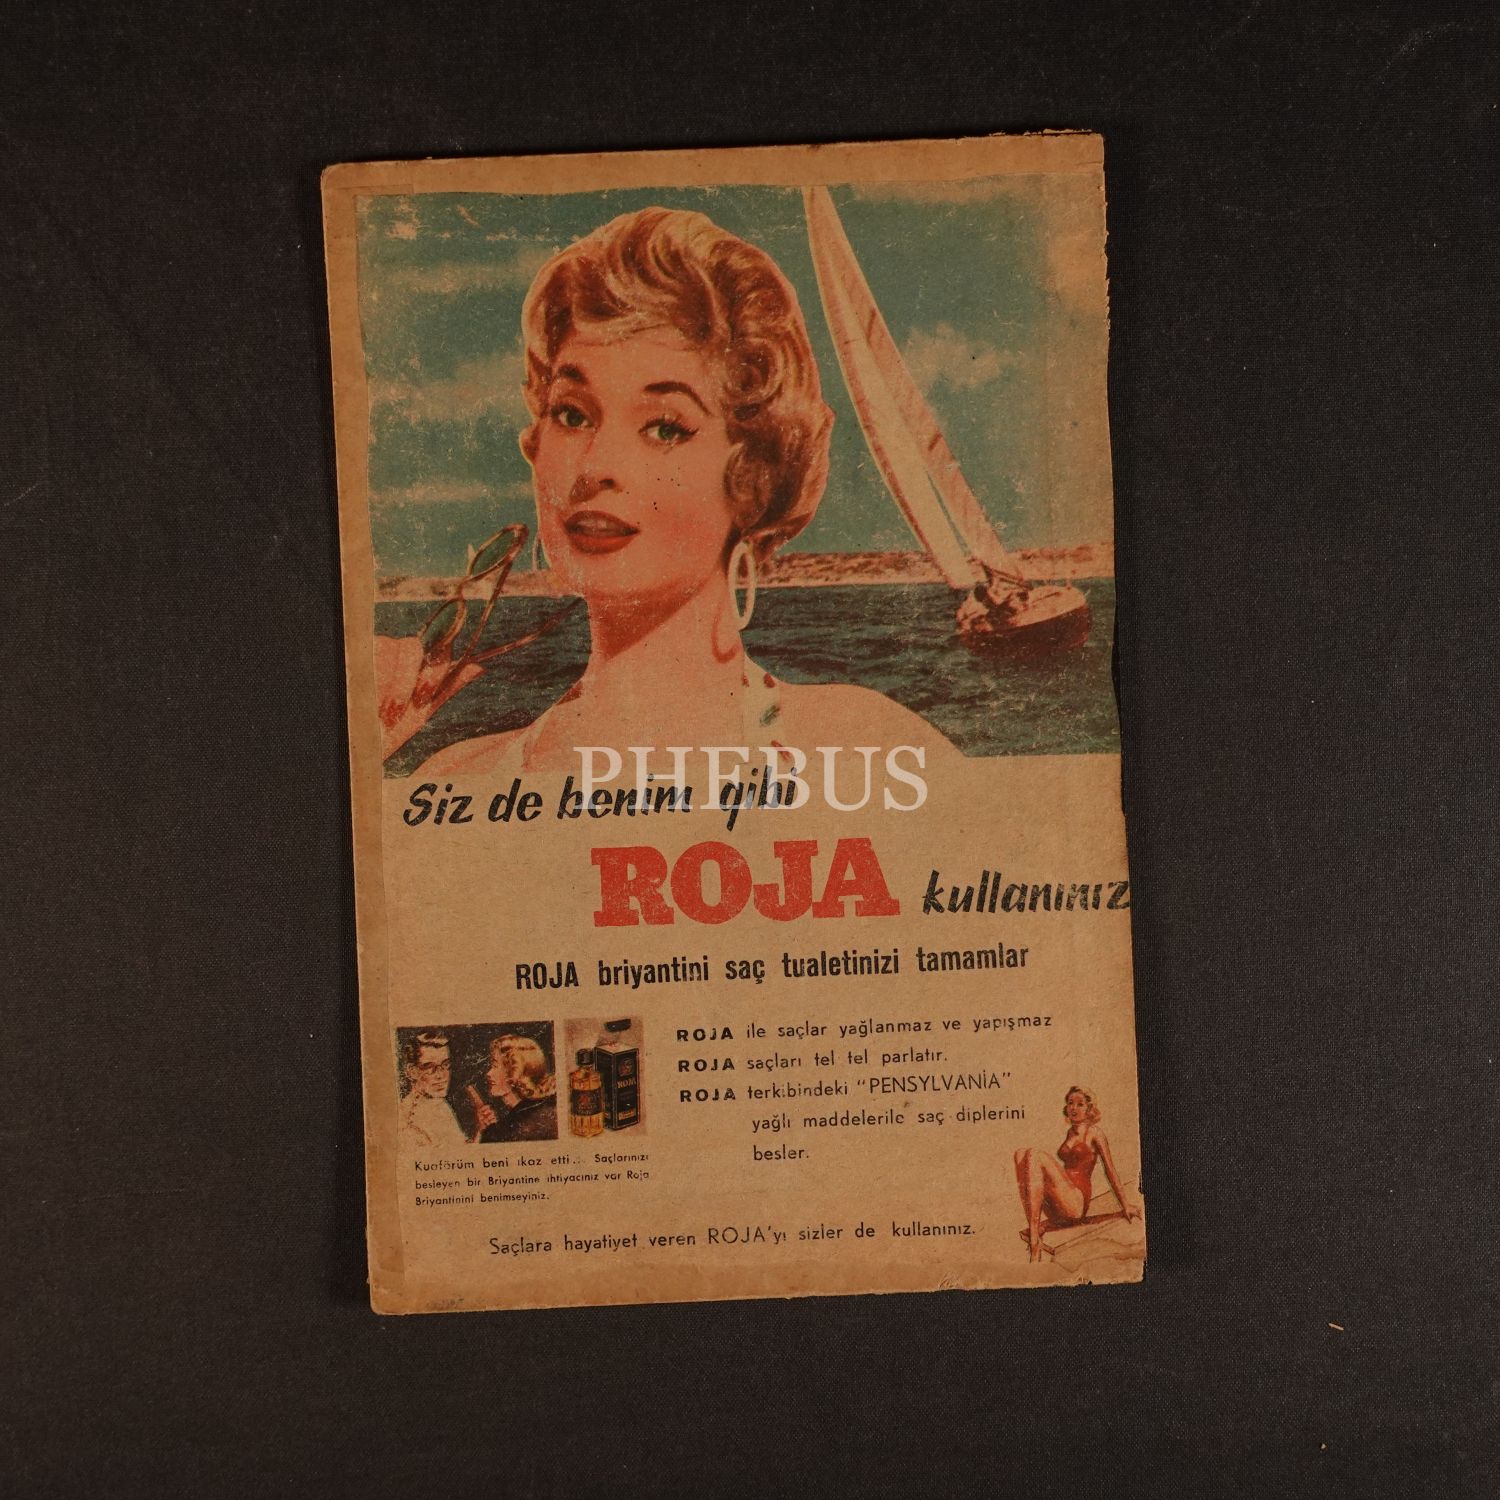 PHEBUS
Siz de benim gibi
ROJA kullanınız
ROJA briyantini saç tualetinizi tamamlar
ROJA ile saçlar yağlanmaz ve yapışmaz
ROJA saçları tel tel parlatır.
ROJA terkibindeki "PENSYLVANİA"
yağlı maddelerile saç diplerini
besler.
ROJA
Kuaförüm beni ikaz etti... Saçlarınızı
besleyen bir Briyantine ihtiyacınız var Roja
Briyantinini benimseyiniz.
Saçlara hayatiyet veren ROJA'yı sizler de kullanınız.